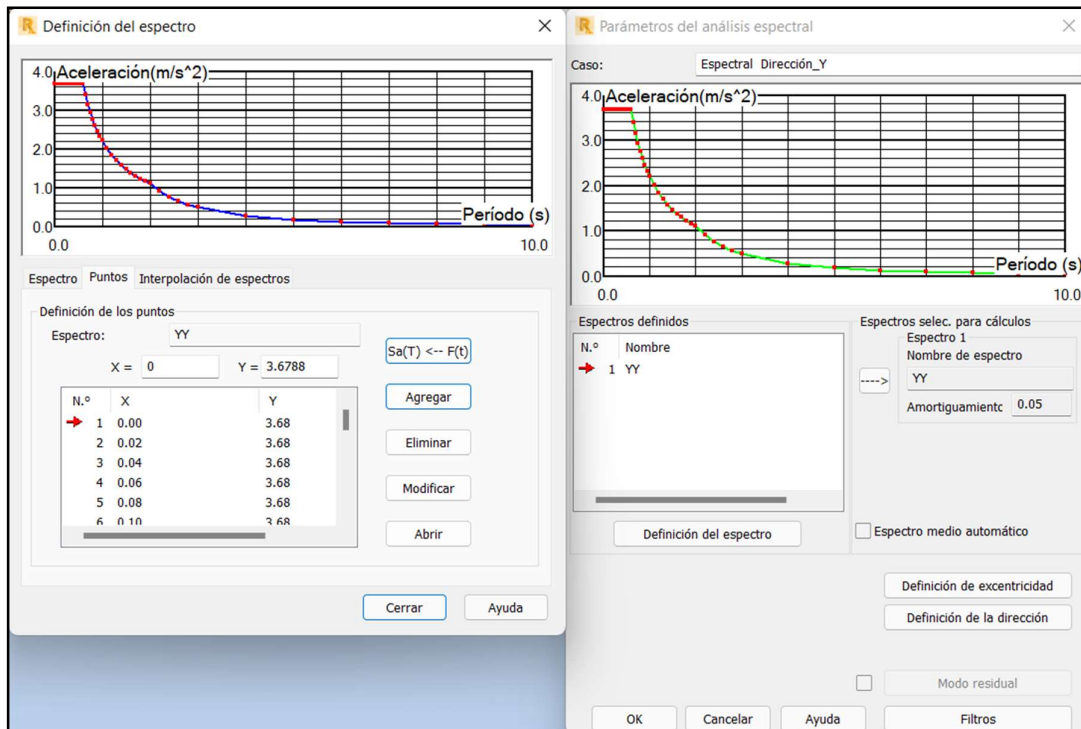 Definición del espectro
4.0 Aceleración(m/s^2)
3.0
2.0
1.0
0.0
Período (s)
0.0 10.0
Espectro Puntos Interpolación de espectros
Definición de los puntos
Espectro: YY
X = 0 Y = 3.6788
Sa(T) <-- F(t)
N.º X Y
1 0.00 3.68
2 0.02 3.68
3 0.04 3.68
4 0.06 3.68
5 0.08 3.68
6 0.10 3.68
Agregar
Eliminar
Modificar
Abrir
Cerrar Ayuda
Parámetros del análisis espectral
Caso: Espectral Dirección_Y
4.0 Aceleración(m/s^2)
3.0
2.0
1.0
0.0
Período (s)
0.0 10.0
Espectros definidos
N.º Nombre
1 YY
Definición del espectro
Espectros selec. para cálculos
Espectro 1
Nombre de espectro
---->
YY
Amortiguamientc 0.05
Espectro medio automático
Definición de excentricidad
Definición de la dirección
Modo residual
OK Cancelar Ayuda Filtros